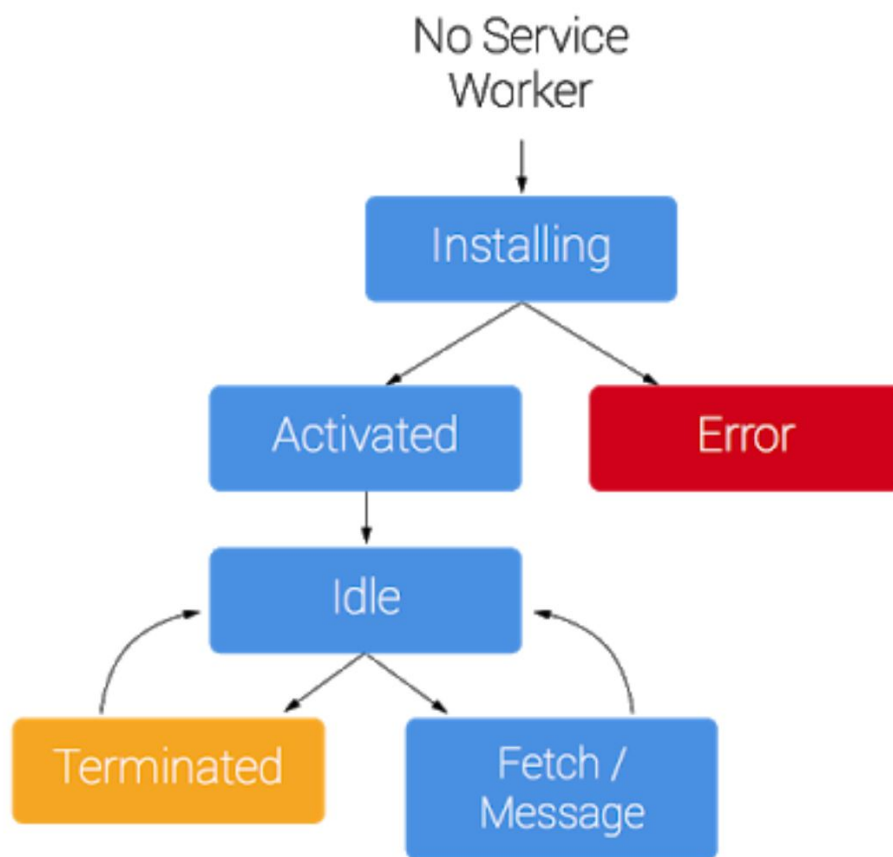 No Service
Worker
Installing
Activated
Error
Idle
Terminated
Fetch /
Message